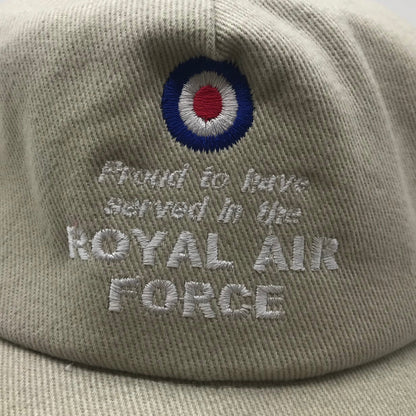 Proud to have
served in the
ROYAL AIR
FORCE